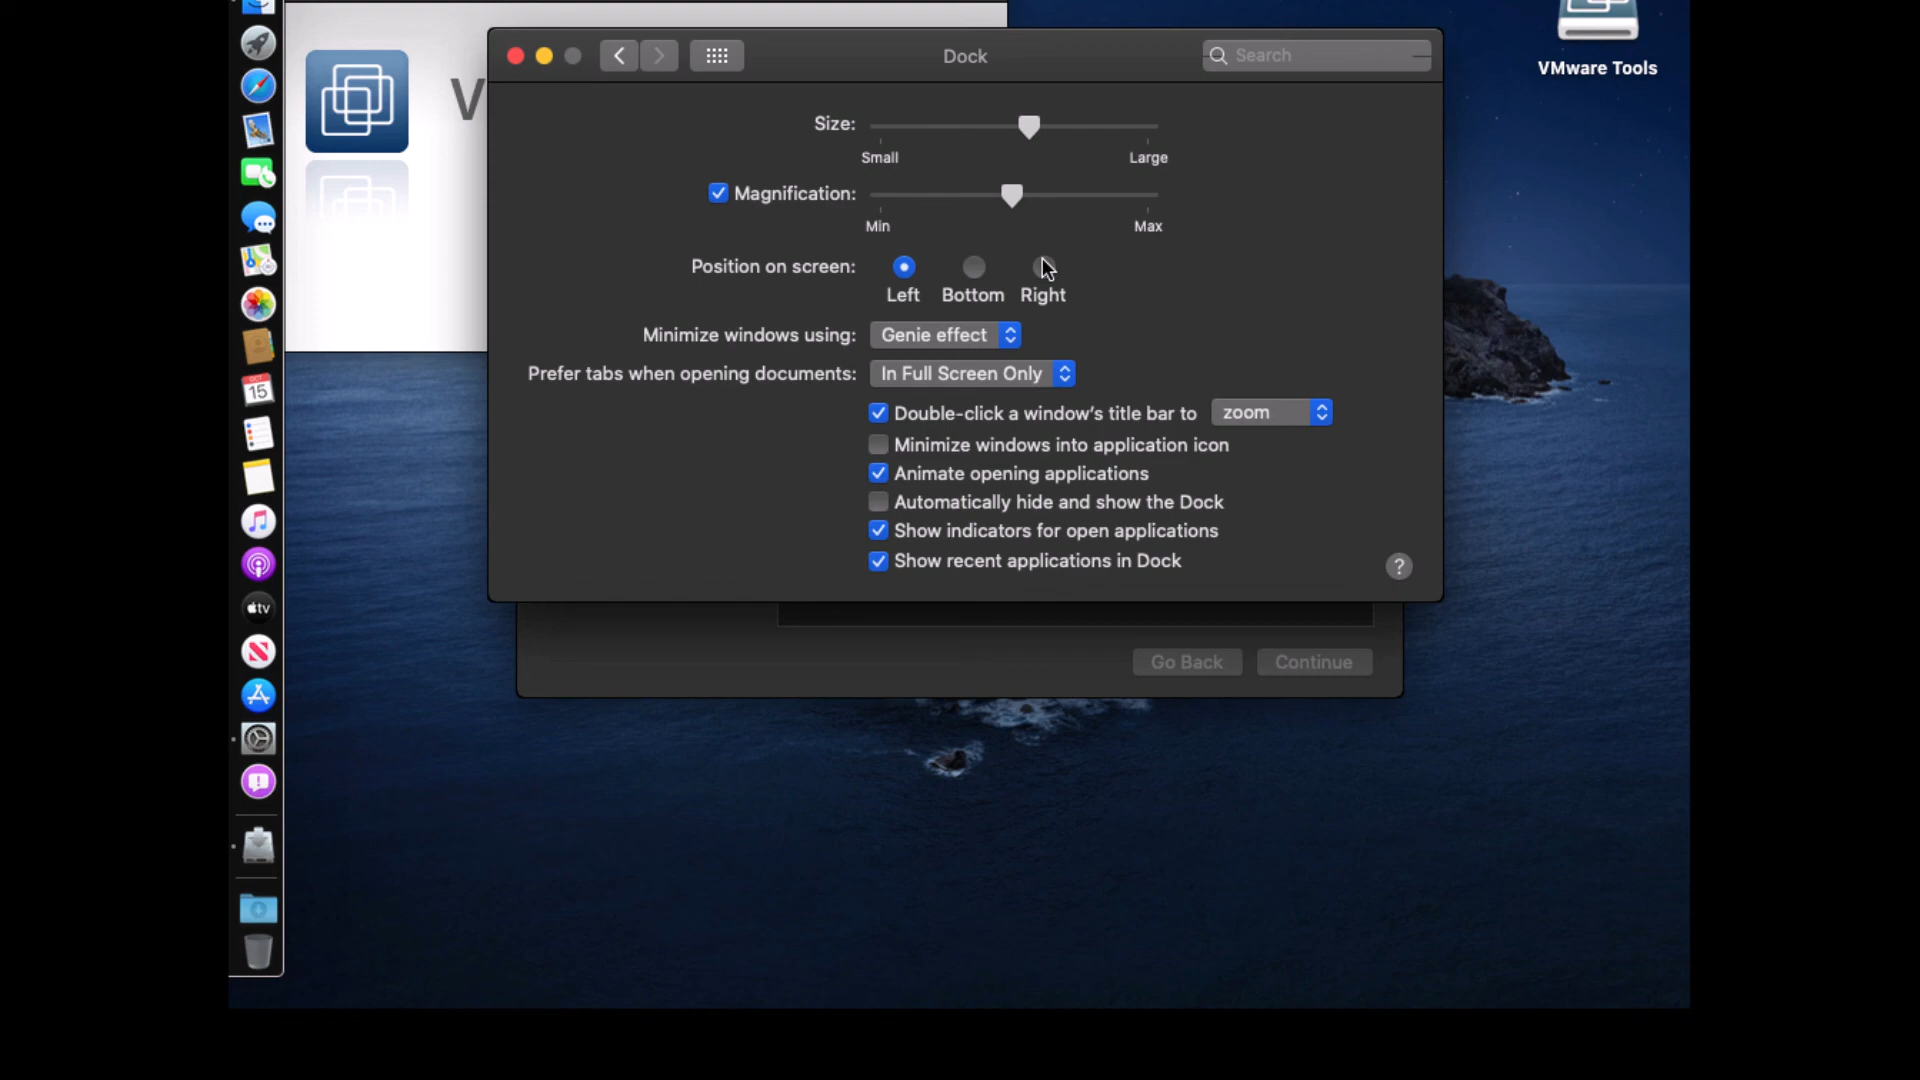 V
Dock
Search
VMware Tools
Size:
Small
Large
Magnification:
Min
Max
Position on screen:
Left
Bottom
Right
Minimize windows using:
Genie effect
Prefer tabs when opening documents:
In Full Screen Only
Double-click a window's title bar to
zoom
Minimize windows into application icon
Animate opening applications
Automatically hide and show the Dock
Show indicators for open applications
Show recent applications in Dock
?
Go Back
Continue
OCT
15
tv